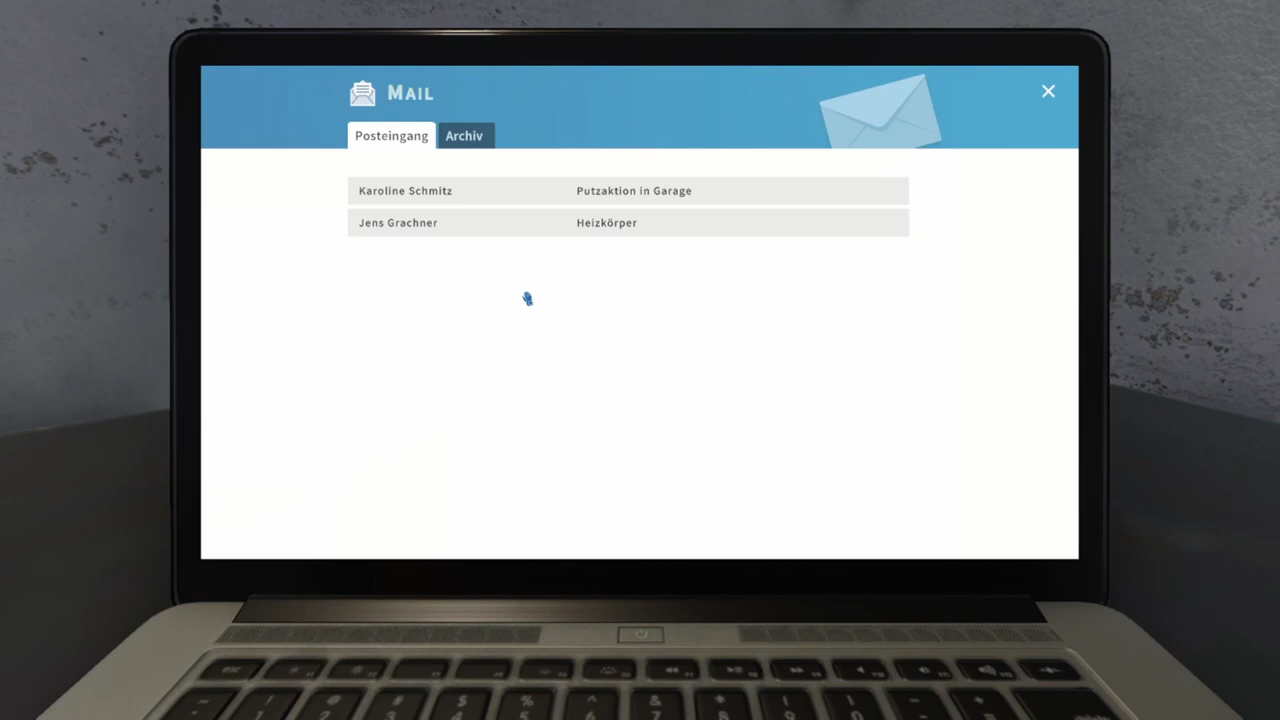 MAIL
Posteingang Archiv
Karoline Schmitz Putzaktion in Garage
Jens Grachner Heizkörper